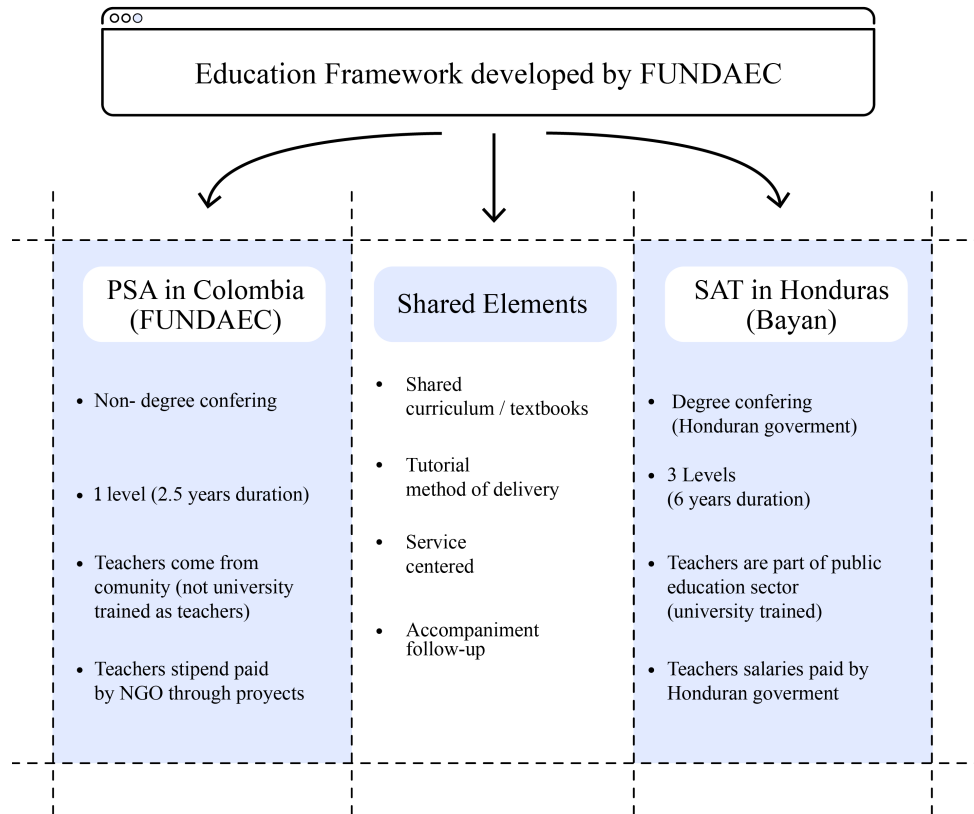 Education Framework developed by FUNDAEC
PSA in Colombia
(FUNDAEC)
• Non- degree confering
• 1 level (2.5 years duration)
• Teachers come from
comunity (not university
trained as teachers)
• Teachers stipend paid
by NGO through proyects
Shared Elements
• Shared
curriculum / textbooks
• Tutorial
method of delivery
• Service
centered
• Accompaniment
follow-up
SAT in Honduras
(Bayan)
• Degree confering
(Honduran goverment)
• 3 Levels
(6 years duration)
• Teachers are part of public
education sector
(university trained)
• Teachers salaries paid by
Honduran goverment